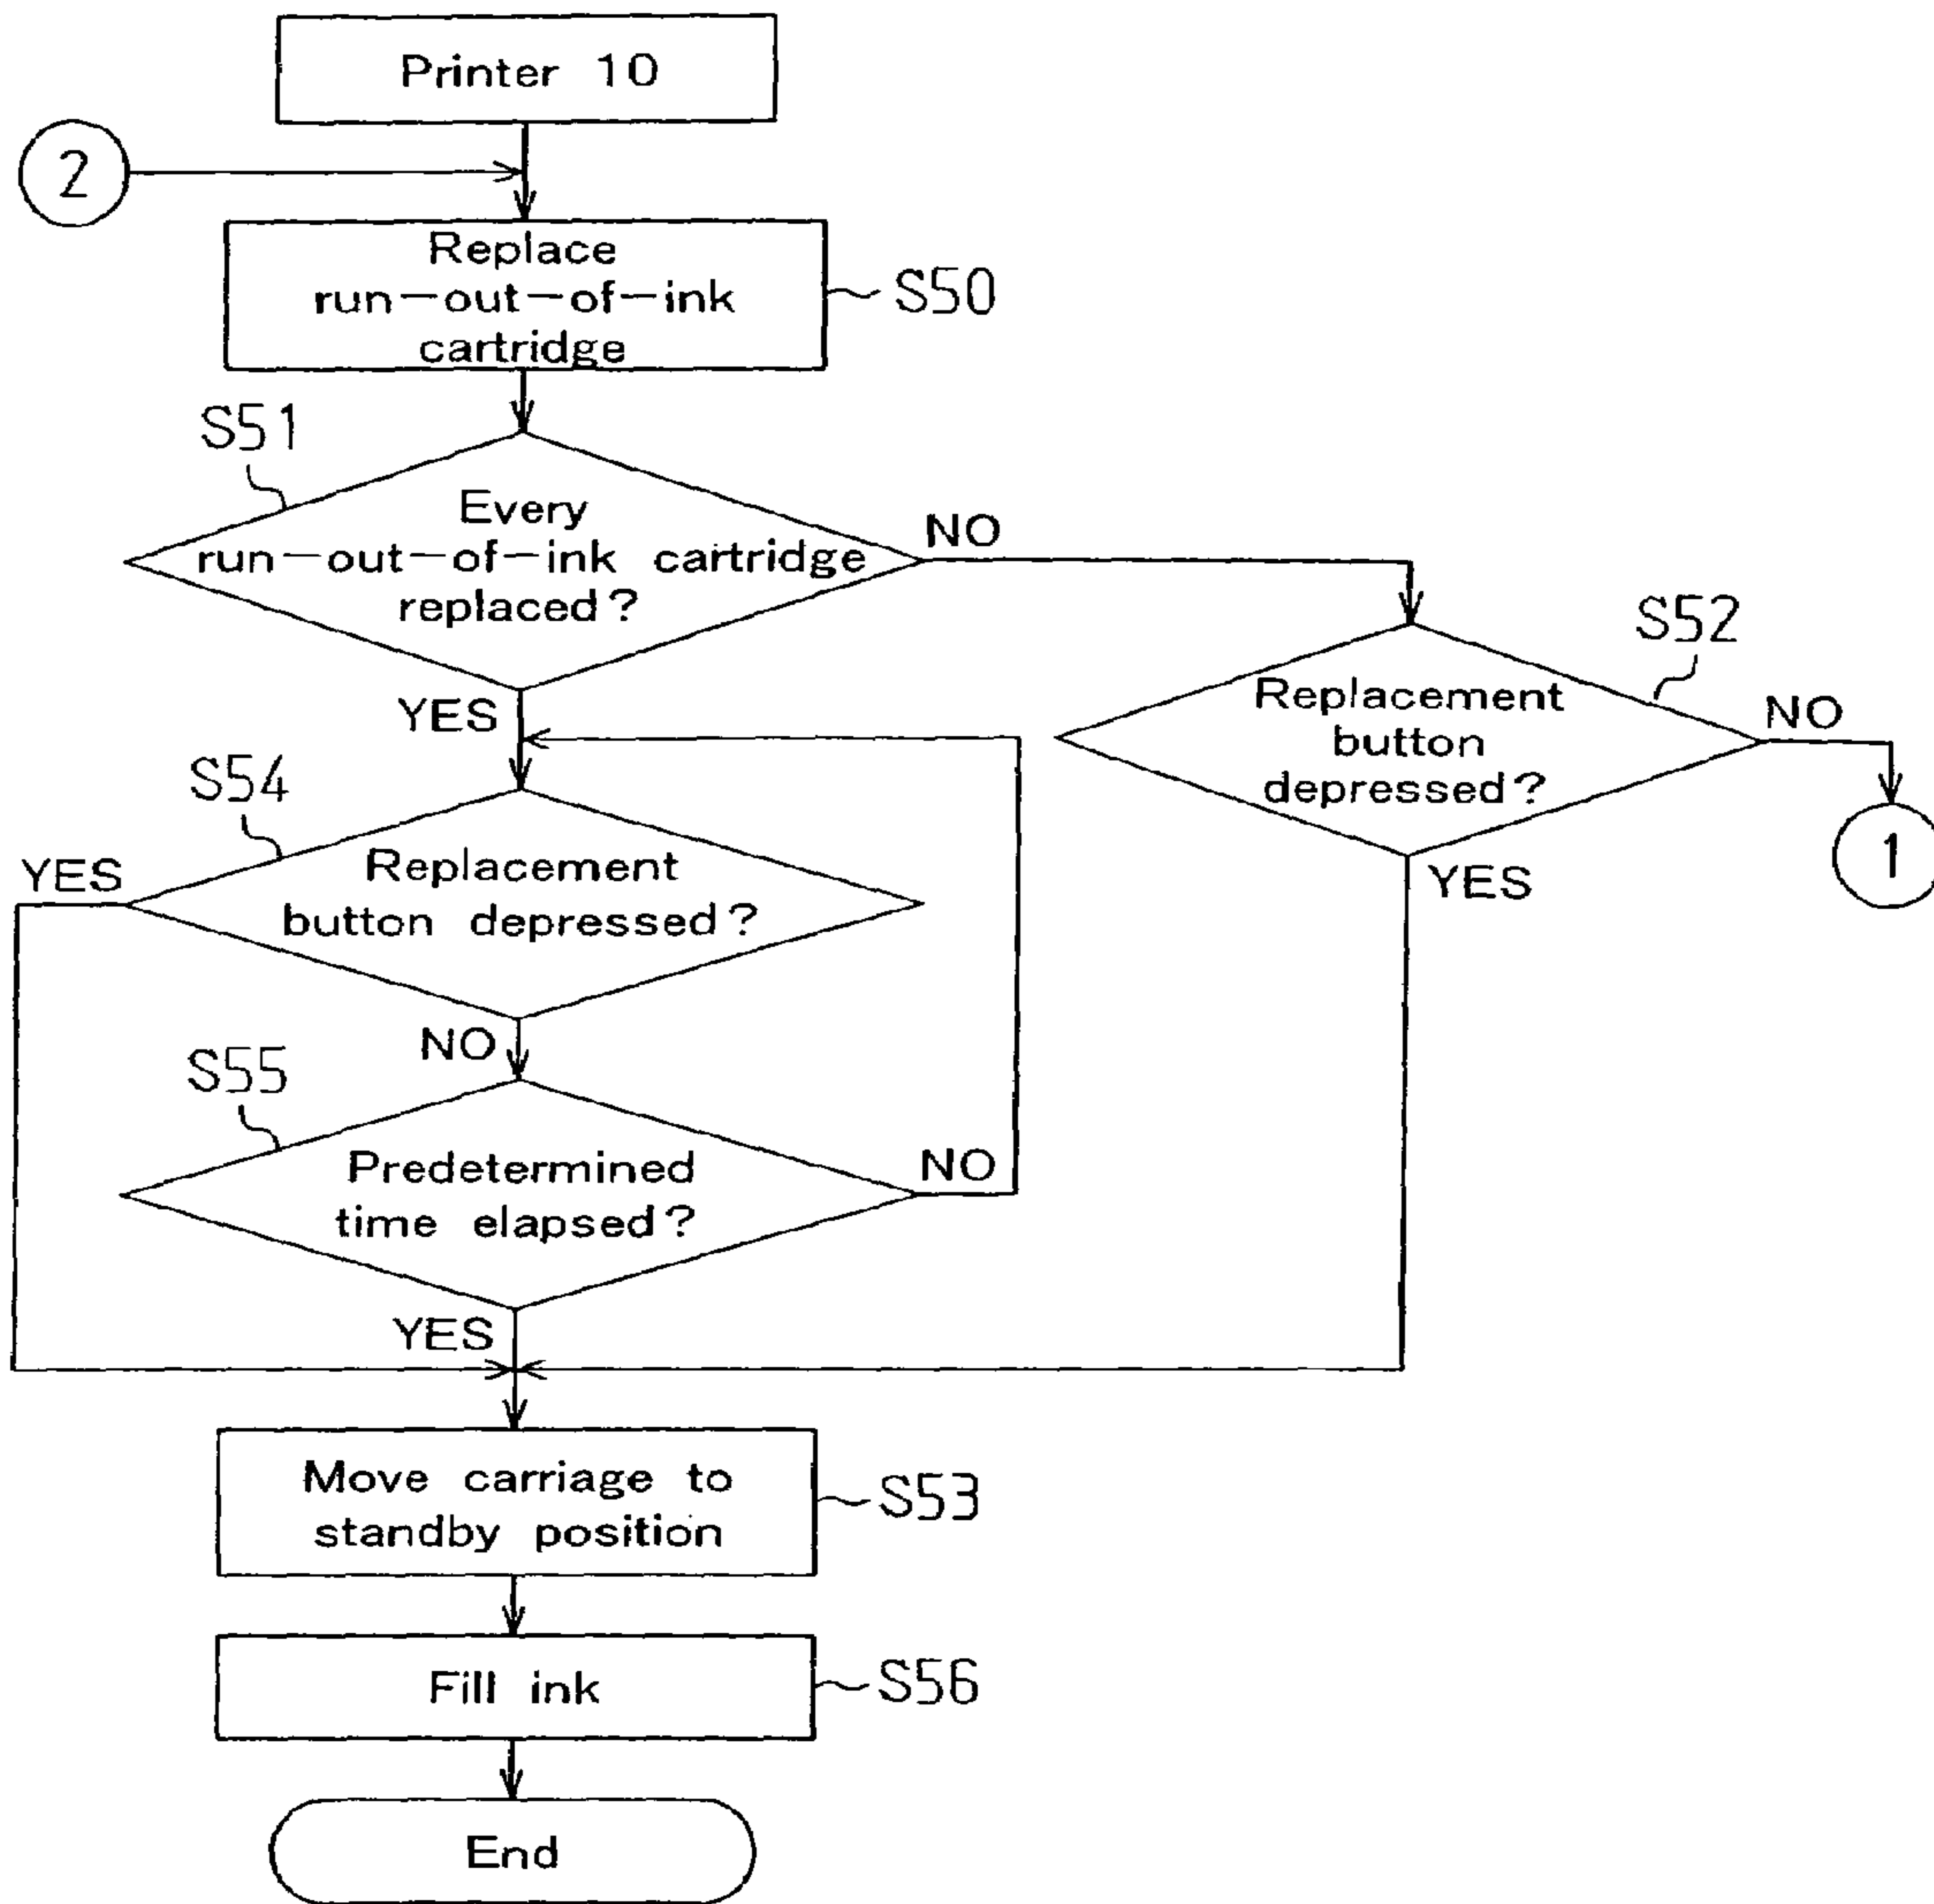 Printer 10
2
Replace
run-out-of-ink
cartridge
S50
S51
Every
run-out-of-ink cartridge
replaced?
NO
YES
S52
Replacement
button
depressed?
NO
1
YES
S54
Replacement
button depressed?
YES
NO
S55
Predetermined
time elapsed?
NO
YES
Move carriage to
standby position
S53
Fill ink
S56
End